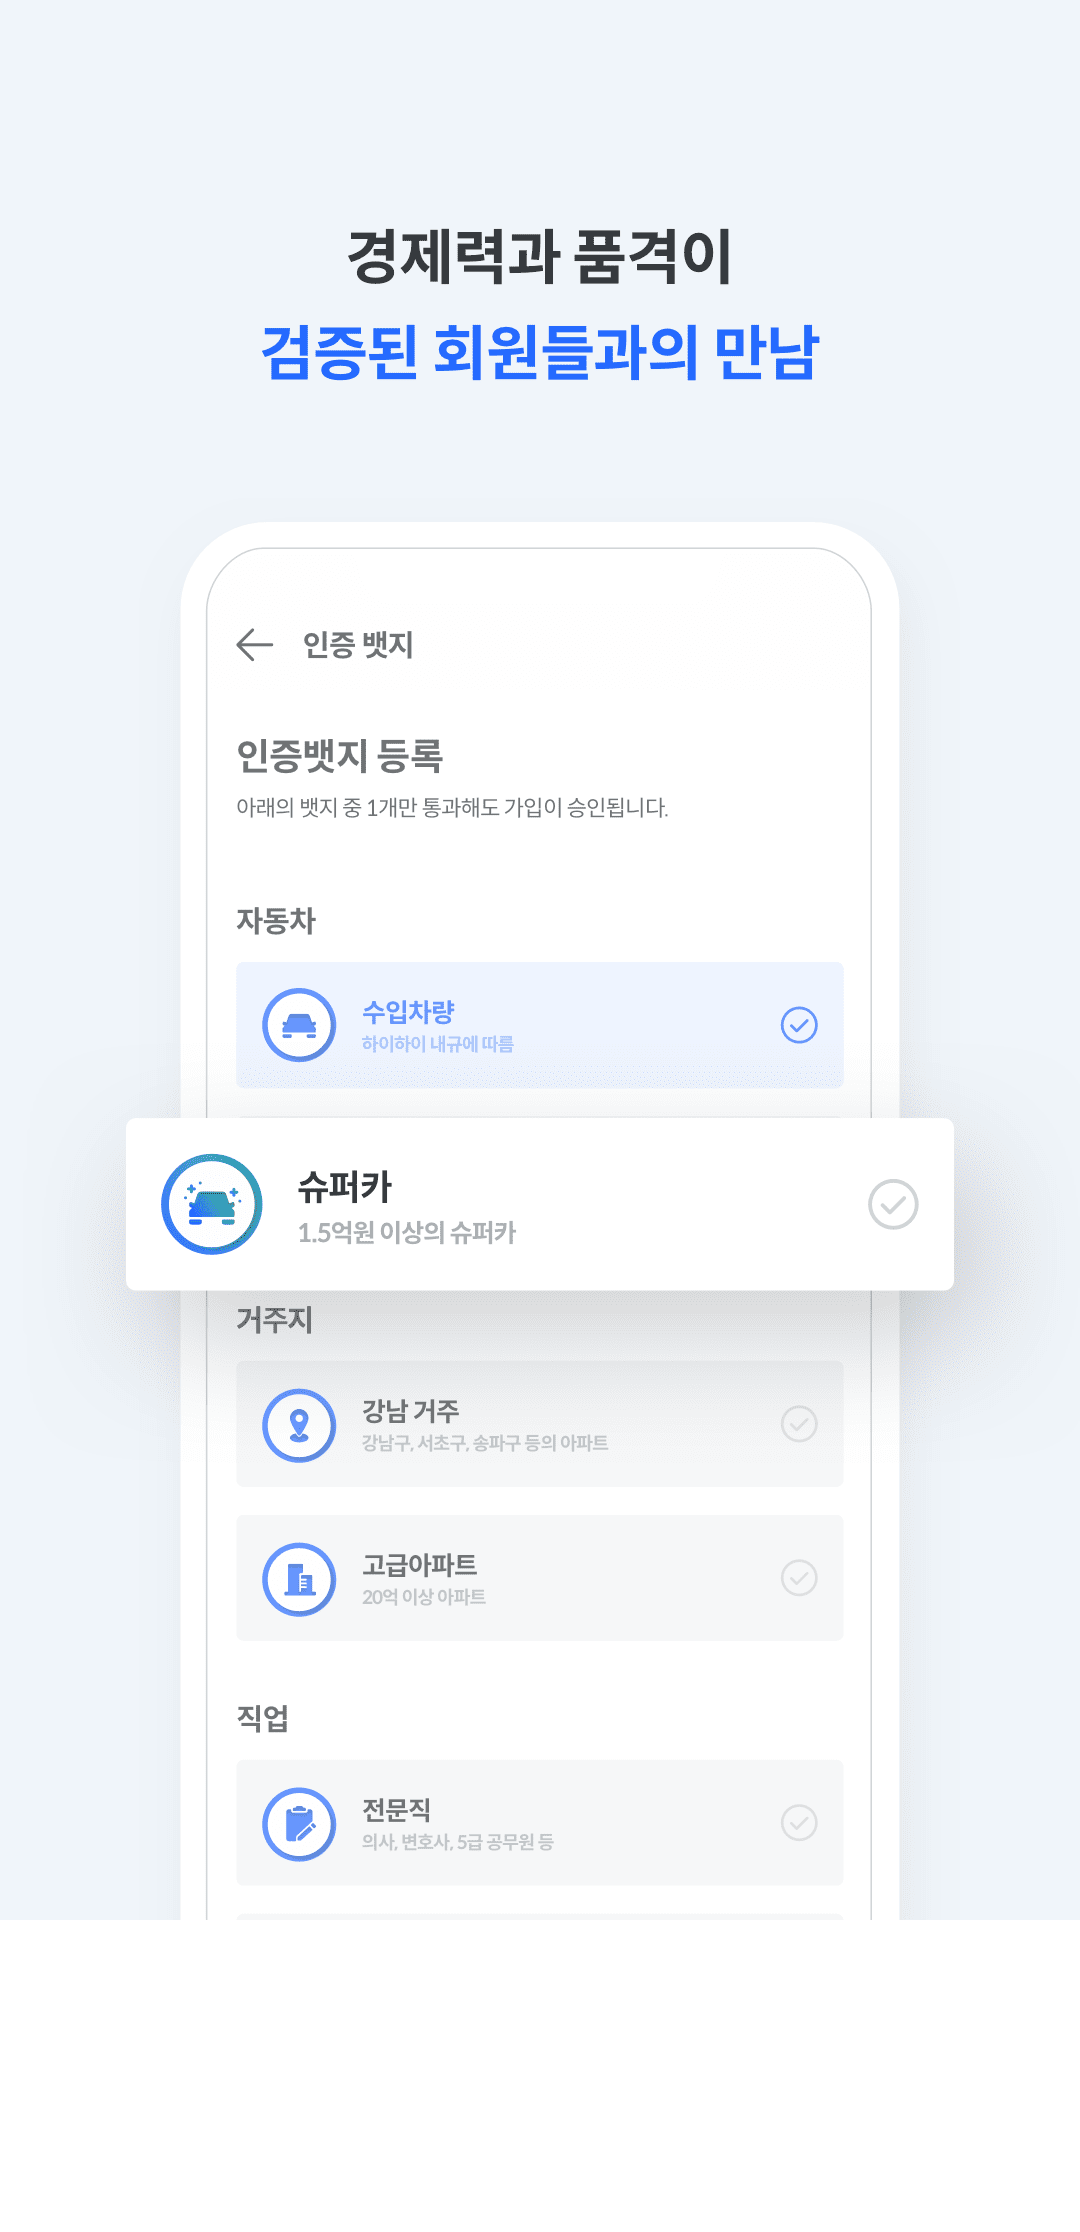 경제력과 품격이
검증된 회원들과의 만남
인증 뱃지
인증뱃지 등록
아래의 뱃지 중 1개만 통과해도 가입이 승인됩니다.
자동차
수입차량
하이하이 내규에 따름
슈퍼카
1.5억원 이상의 슈퍼카
거주지
강남 거주
강남구, 서초구, 송파구 등의 아파트
고급아파트
20억 이상 아파트
직업
전문직
의사, 변호사, 5급 공무원 등